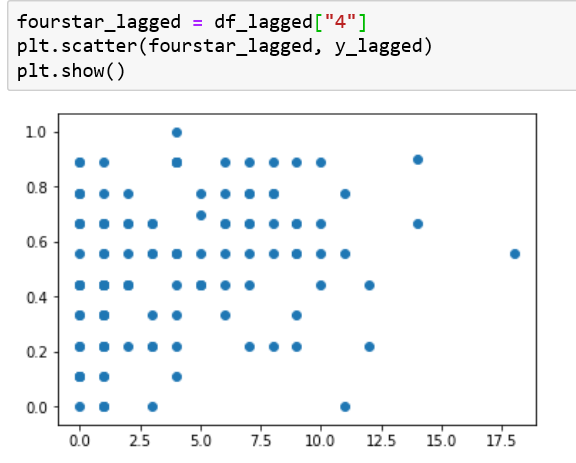 fourstar_lagged = df_lagged["4"]
plt.scatter(fourstar_lagged, y_lagged)
plt.show()
1.0
0.8
0.6
0.4
0.2
0.0
0.0 2.5 5.0 7.5 10.0 12.5 15.0 17.5